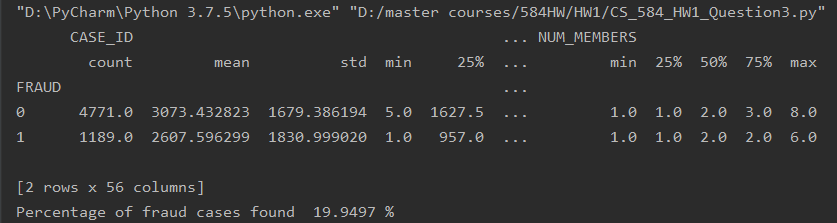 "D:\PyCharm\Python 3.7.5\python.exe" "D:/master courses/584HW/HW1/CS_584_HW1_Question3.py"
CASE_ID ... NUM_MEMBERS
count mean std min 25% ... min 25% 50% 75% max
FRAUD ...
0 4771.0 3073.432823 1679.386194 5.0 1627.5 ... 1.0 1.0 2.0 3.0 8.0
1 1189.0 2607.596299 1830.999020 1.0 957.0 ... 1.0 1.0 2.0 2.0 6.0
[2 rows x 56 columns]
Percentage of fraud cases found 19.9497 %